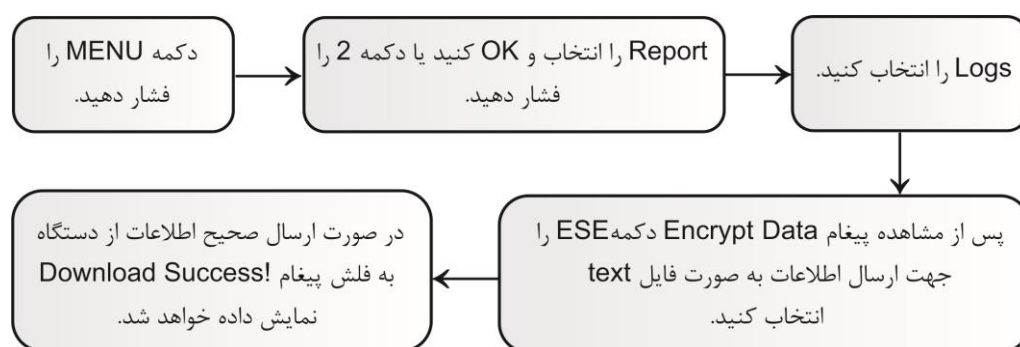 دکمه MENU را
فشار دهید.
Report را انتخاب و OK کنید یا دکمه 2 را
فشار دهید.
Logs را انتخاب کنید.
پس از مشاهده پیغام Encrypt Data دکمهESE را
جهت ارسال اطلاعات به صورت فایل text
انتخاب کنید.
در صورت ارسال صحیح اطلاعات از دستگاه
به فلش پیغام Download Success!
نمایش داده خواهد شد.